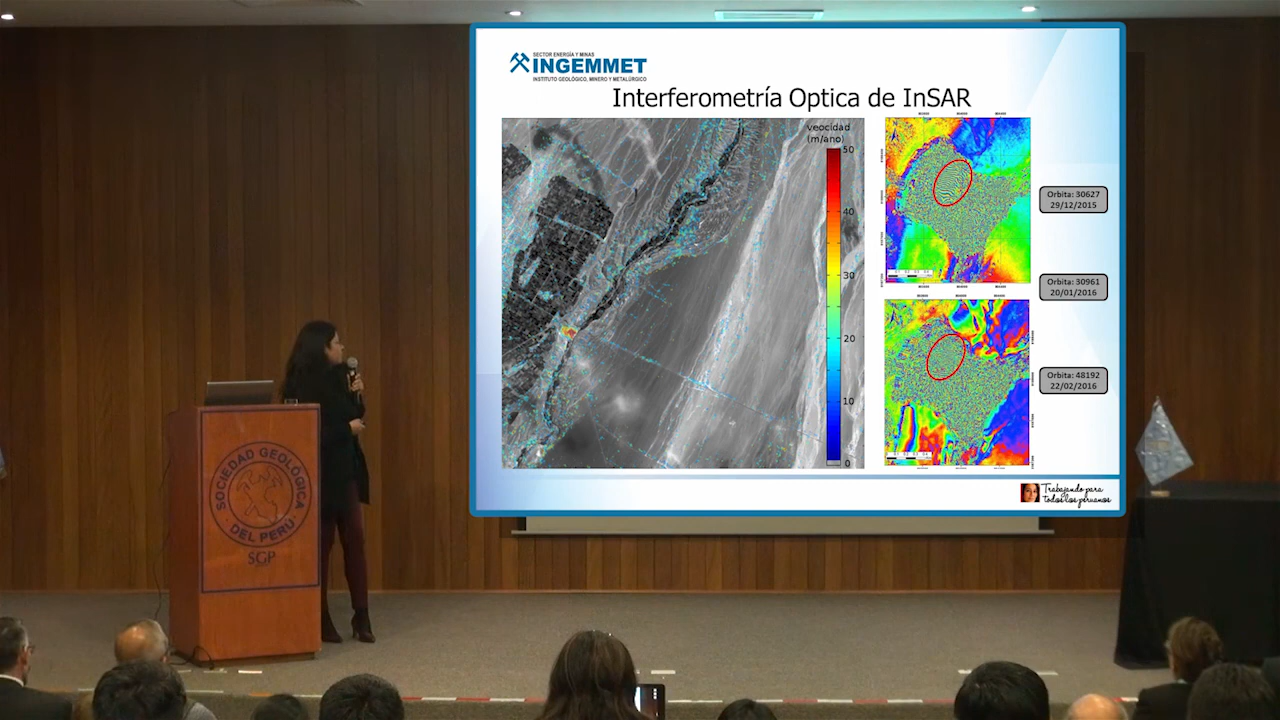 SECTOR ENERGÍA Y MINAS
INGEMMET
INSTITUTO GEOLÓGICO, MINERO Y METALÚRGICO
Interferometría Optica de InSAR
veocidad
(m/ano)
50
40
30
20
10
0
Orbita: 30627
29/12/2015
Orbita: 30961
20/01/2016
Orbita: 48192
22/02/2016
Trabajando para
todos los peruanos
SOCIEDAD GEOLÓGICA
DEL PERÚ
SGP